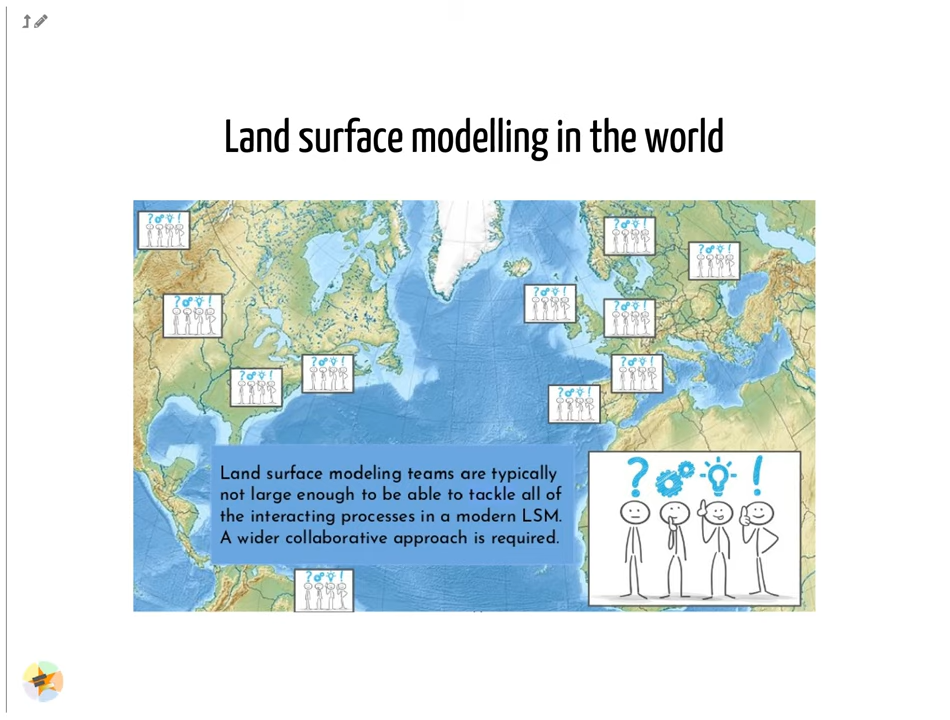 Land surface modelling in the world
Land surface modeling teams are typically
not large enough to be able to tackle all of
the interacting processes in a modern LSM.
A wider collaborative approach is required.